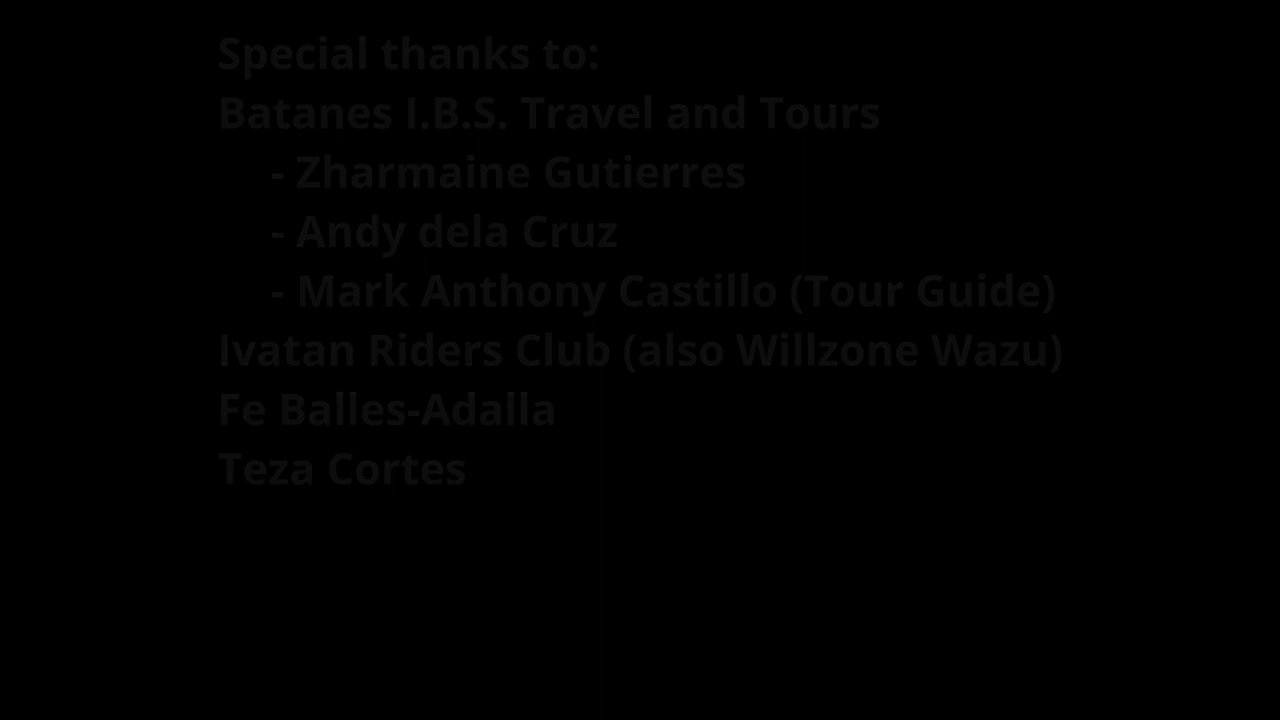 Special thanks to:
Batanes I.B.S. Travel and Tours
- Zharmaine Gutierres
- Andy dela Cruz
- Mark Anthony Castillo (Tour Guide)
Ivatan Riders Club (also Willzone Wazu)
Fe Balles-Adalla
Teza Cortes